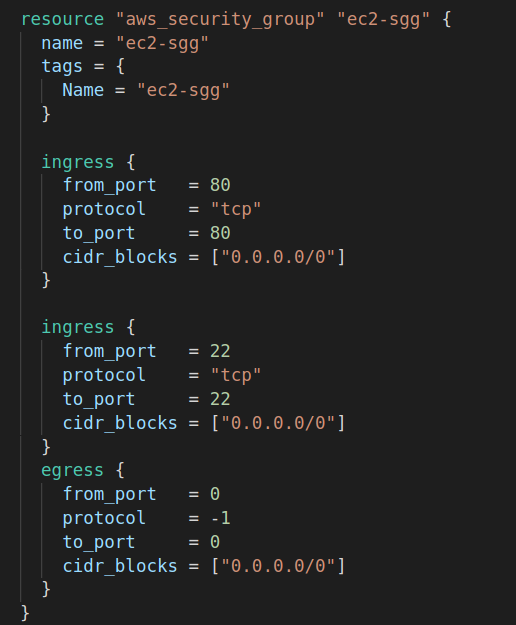 resource "aws_security_group" "ec2-sgg" {
  name = "ec2-sgg"
  tags = {
    Name = "ec2-sgg"
  }

  ingress {
    from_port   = 80
    protocol    = "tcp"
    to_port     = 80
    cidr_blocks = ["0.0.0.0/0"]
  }

  ingress {
    from_port   = 22
    protocol    = "tcp"
    to_port     = 22
    cidr_blocks = ["0.0.0.0/0"]
  }
  egress {
    from_port   = 0
    protocol    = -1
    to_port     = 0
    cidr_blocks = ["0.0.0.0/0"]
  }
}